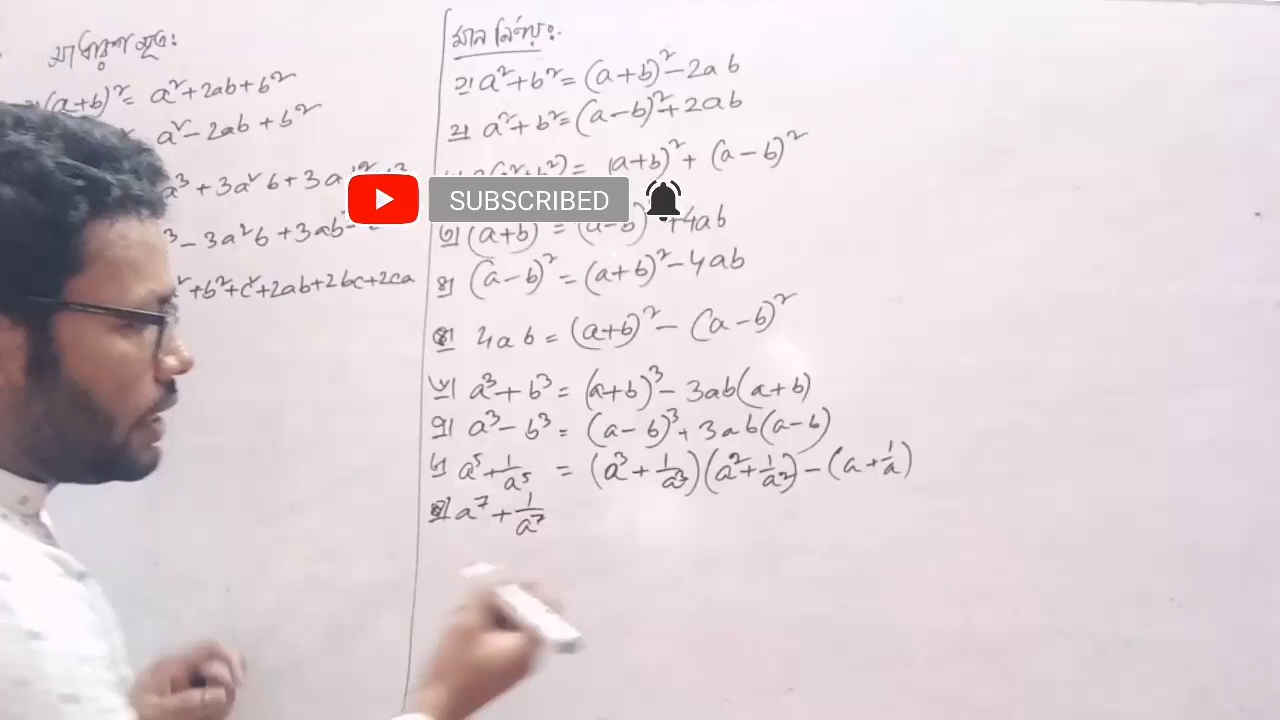 সাধারণ সূত্র:
(a+b)² = a²+2ab+b²
a²-2ab+b²
a³+3a²b+3a
-3a²b+3ab²
+b²+c²+2ab+2bc+2ca
মান নির্ণয়:-
১। a²+b² = (a+b)²-2ab
২। a²+b² = (a-b)²+2ab
(a+b)²+(a-b)²
SUBSCRIBED
৩। (a+b) = (a-b) +4ab
৪। (a-b)² = (a+b)²-4ab
4ab = (a+b)²-(a-b)²
৬। a³+b³ = (a+b)³-3ab(a+b)
৭। a³-b³ = (a-b)³+3ab(a-b)
৮। a⁵+1/a⁵ = (a³+1/a³)(a²+1/a²)-(a+1/a)
a⁷+1/a⁷